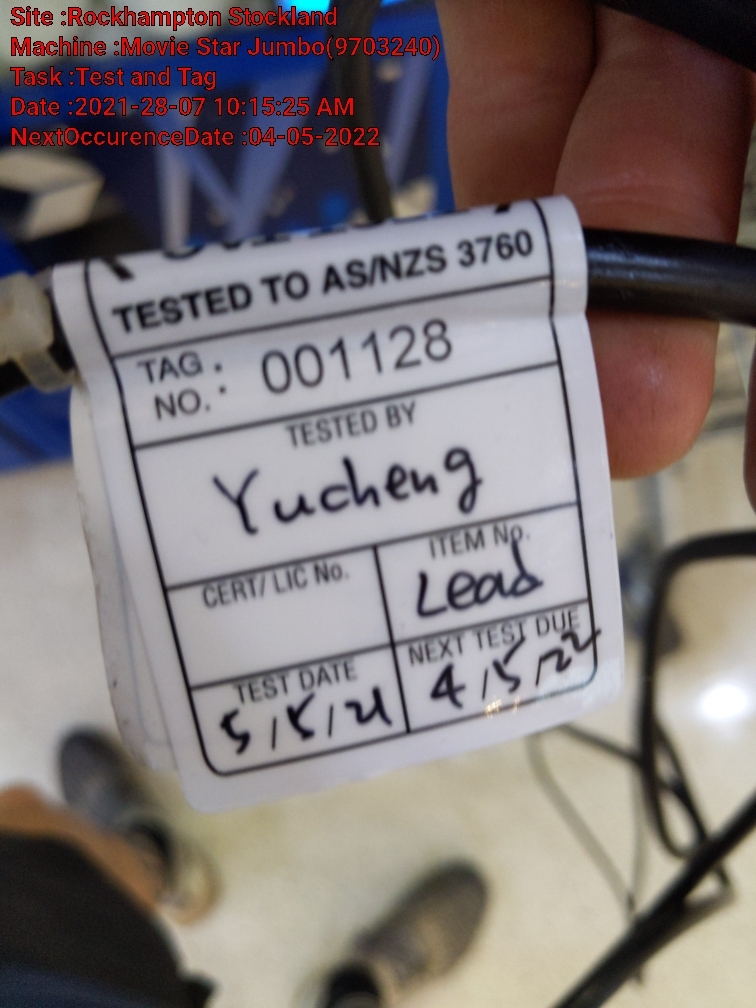 Site :Rockhampton Stockland
Machine :Movie Star Jumbo(9703240)
Task :Test and Tag
Date :2021-28-07 10:15:25 AM
NextOccurenceDate :04-05-2022
TESTED TO AS/NZS 3760
TAG. NO.: 001128
TESTED BY
Yucheng
CERT/ LIC No.
ITEM No.
Lead
TEST DATE
5/5/21
NEXT TEST DUE
4/5/22